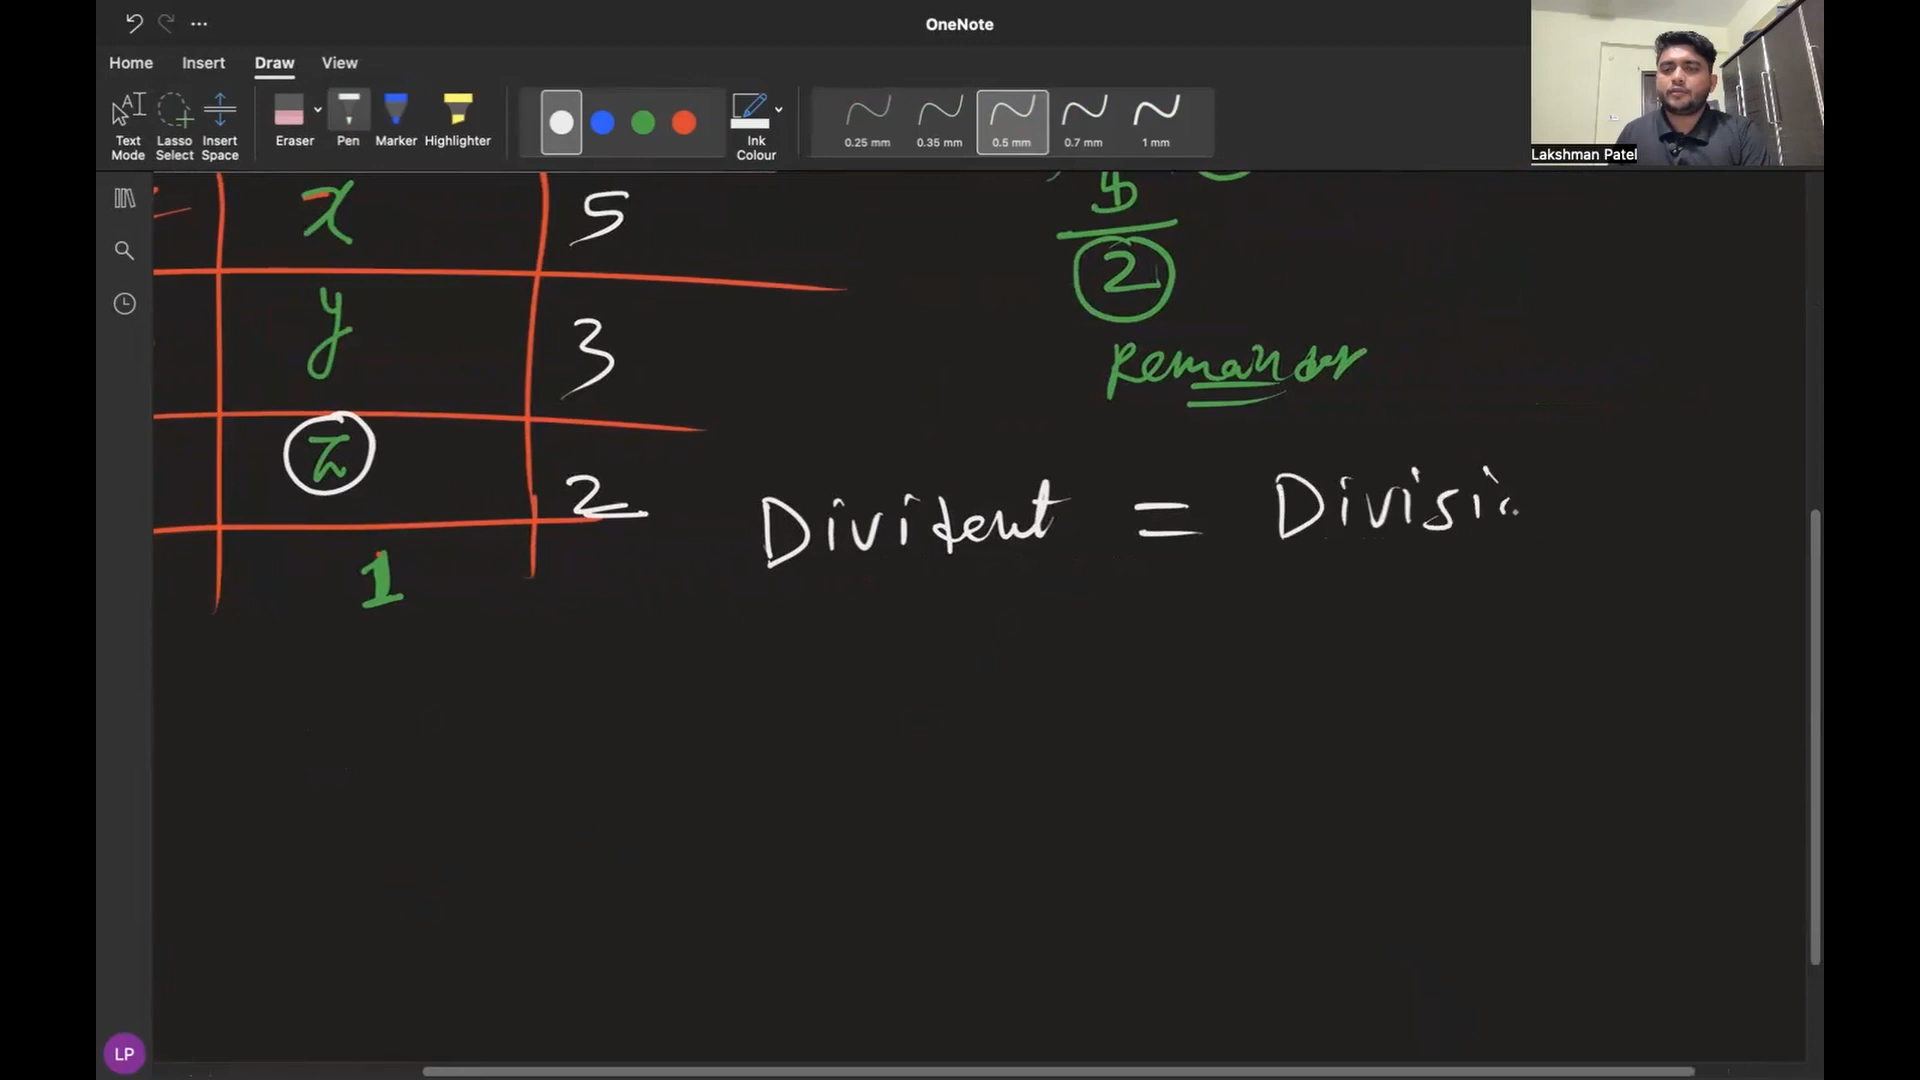 OneNote
Home Insert Draw View
Text Mode
Lasso Select
Insert Space
Eraser
Pen
Marker
Highlighter
Ink Colour
0.25 mm
0.35 mm
0.5 mm
0.7 mm
1 mm
Lakshman Patel
x 5
y 3
z 2
1
2
Remainder
Divident = Divisi
LP